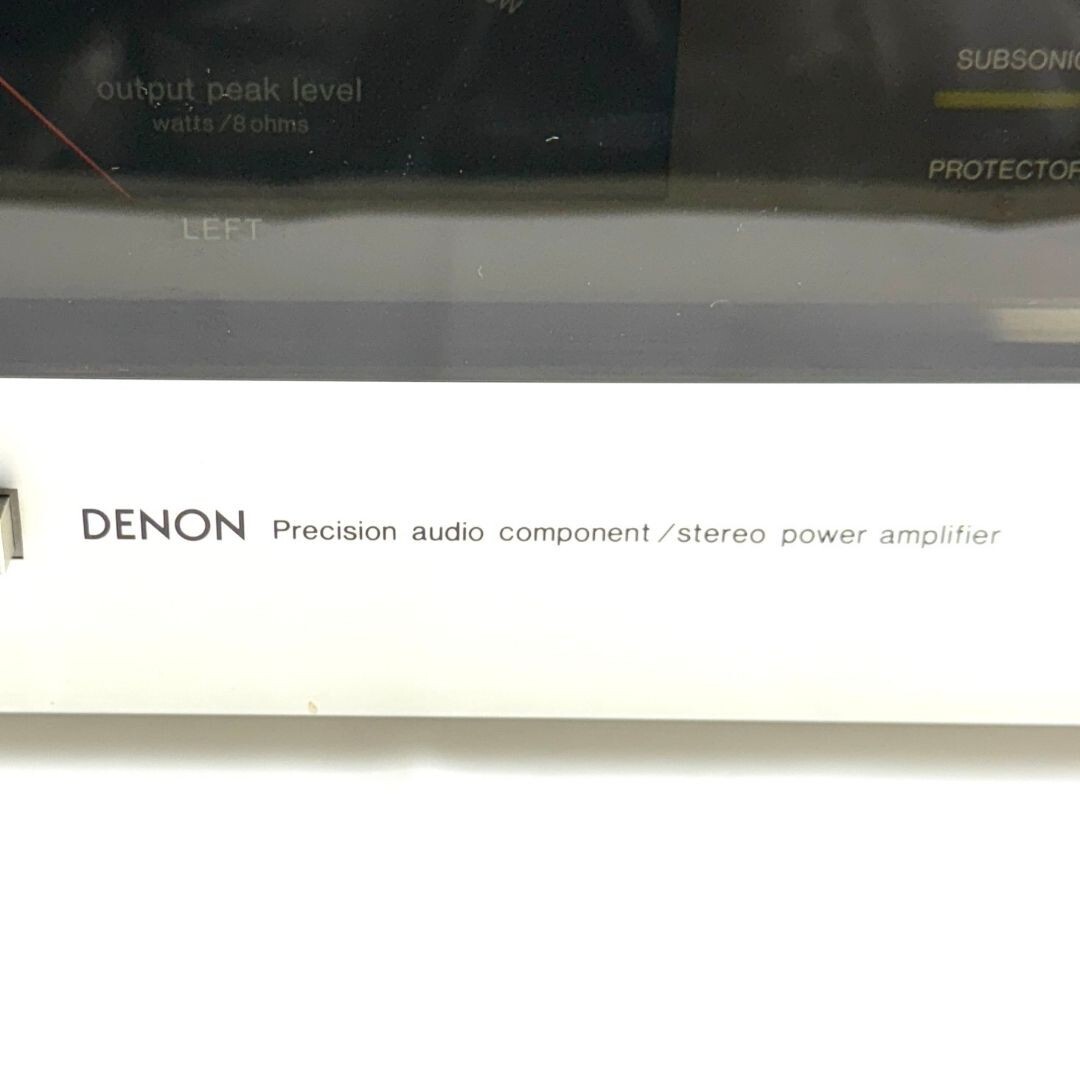 output peak level
watts/8 ohms
LEFT
SUBSONIC
PROTECTOR
DENON Precision audio component/stereo power amplifier